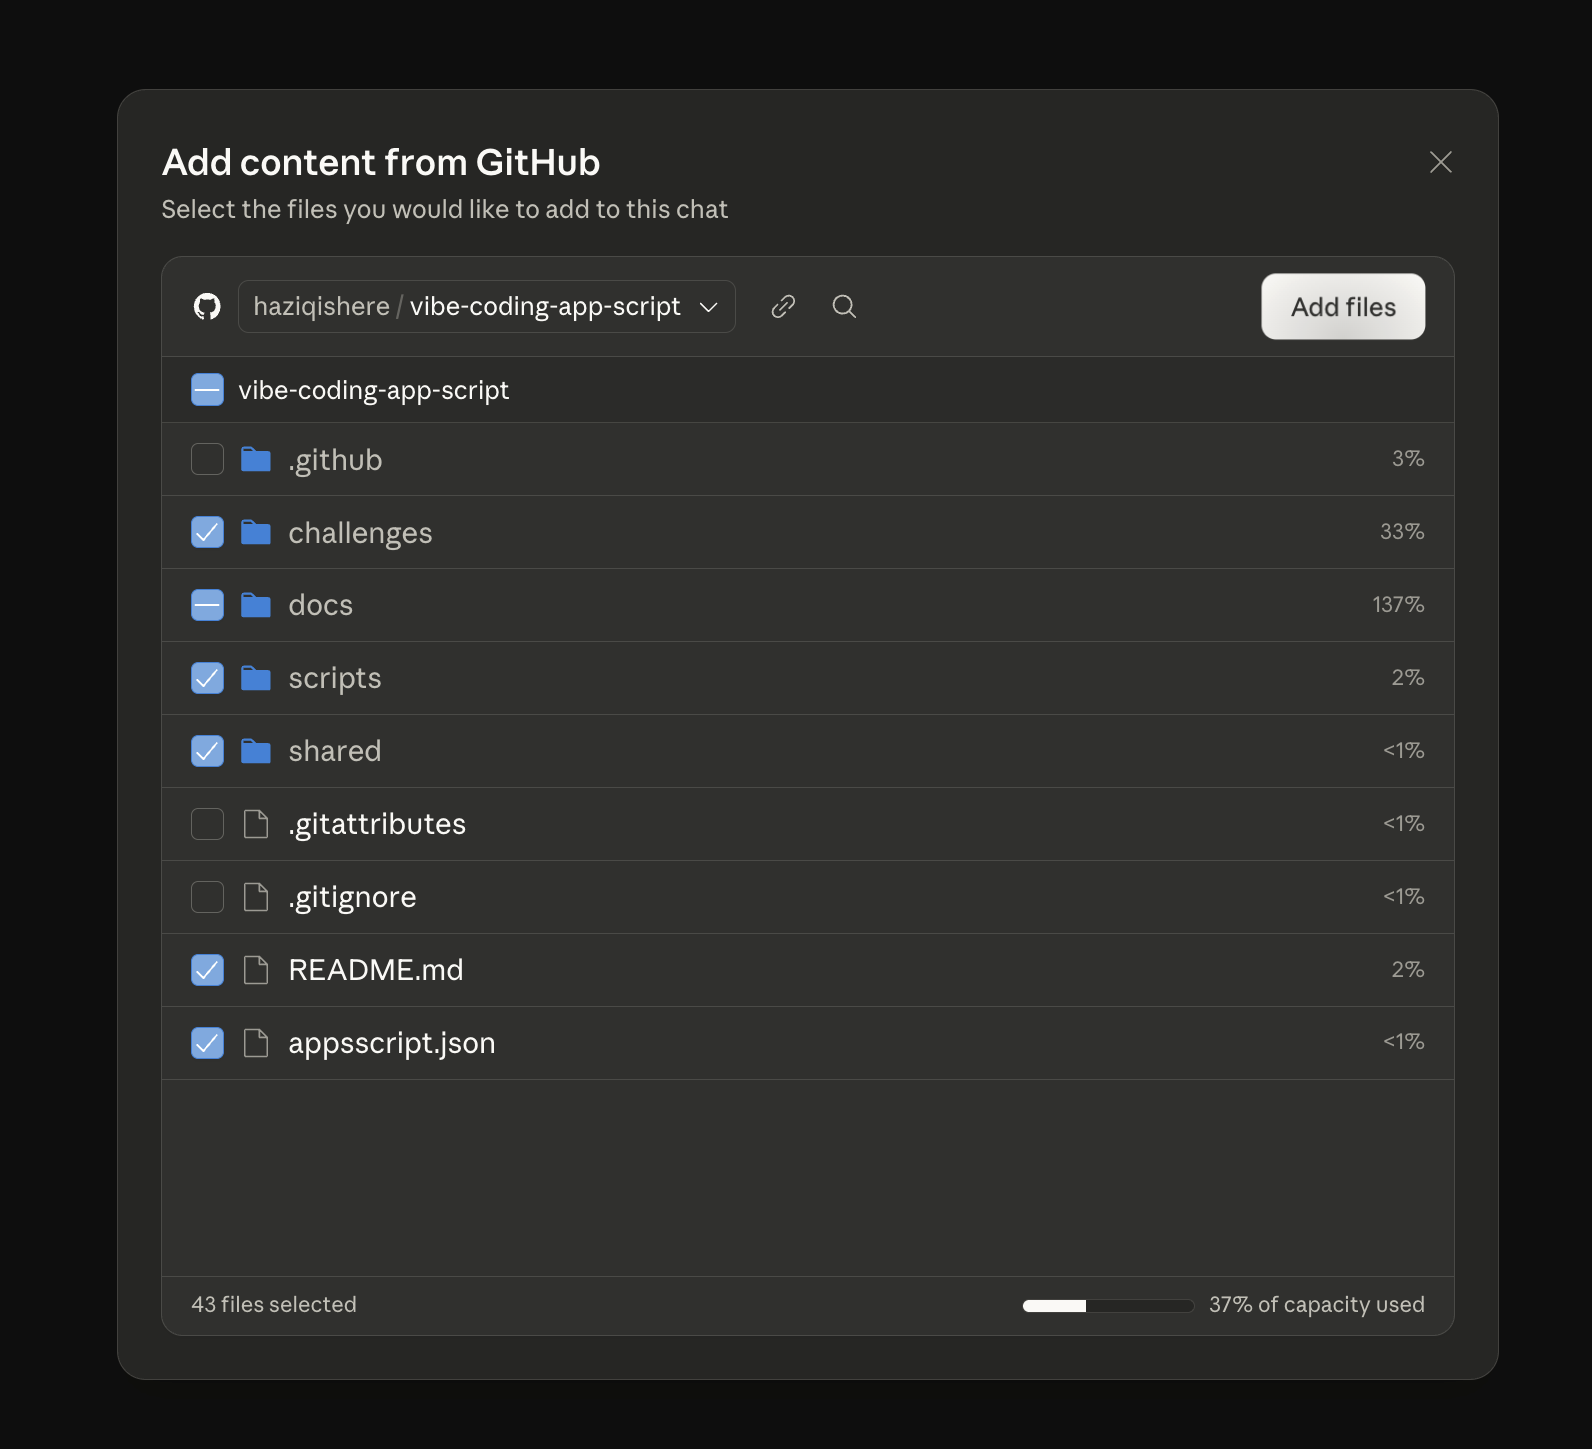 Add content from GitHub
Select the files you would like to add to this chat
haziqishere / vibe-coding-app-script
Add files
vibe-coding-app-script
.github 3%
challenges 33%
docs 137%
scripts 2%
shared <1%
.gitattributes <1%
.gitignore <1%
README.md 2%
appsscript.json <1%
43 files selected
37% of capacity used